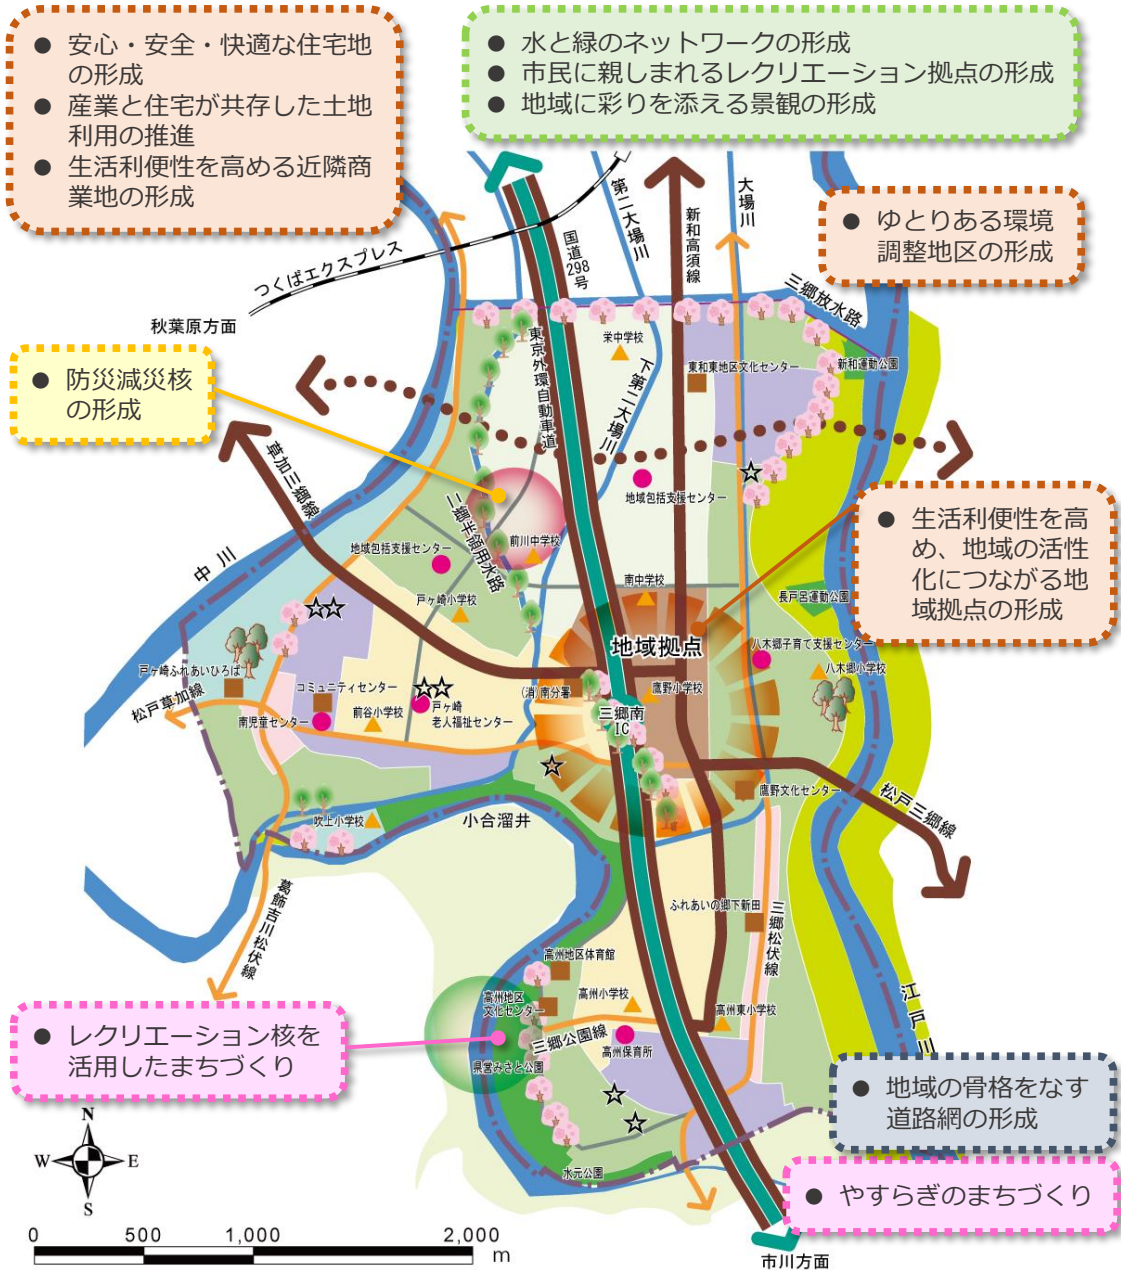 ● 安心・安全・快適な住宅地
の形成
● 産業と住宅が共存した土地
利用の推進
● 生活利便性を高める近隣商
業地の形成
● 水と緑のネットワークの形成
● 市民に親しまれるレクリエーション拠点の形成
● 地域に彩りを添える景観の形成
● ゆとりある環境
調整地区の形成
つくばエクスプレス
秋葉原方面
国道298号
第二大場川
新和高須線
大場川
三郷放水路
● 防災減災核
の形成
東京外環自動車道
栄中学校
下第二大場川
東和東地区文化センター
新和運動公園
草加三郷線
二郷半領用水路
地域包括支援センター
● 生活利便性を高
め、地域の活性
化につながる地
域拠点の形成
中川
地域包括支援センター
前川中学校
戸ヶ崎小学校
南中学校
長戸呂運動公園
地域拠点
八木郷子育て支援センター
八木郷小学校
戸ヶ崎ふれあいひろば
松戸草加線
コミュニティセンター
南児童センター
前谷小学校
戸ヶ崎
老人福祉センター
(消)南分署
鷹野小学校
三郷南
IC
鷹野文化センター
松戸三郷線
吹上小学校
小合溜井
葛飾吉川松伏線
ふれあいの郷下新田
三郷松伏線
高州地区体育館
高州地区
文化センター
高州小学校
高州東小学校
三郷公園線
高州保育所
県営みさと公園
江戸川
● レクリエーション核を
活用したまちづくり
● 地域の骨格をなす
道路網の形成
水元公園
● やすらぎのまちづくり
市川方面
N
W
E
S
0
500
1,000
2,000
m